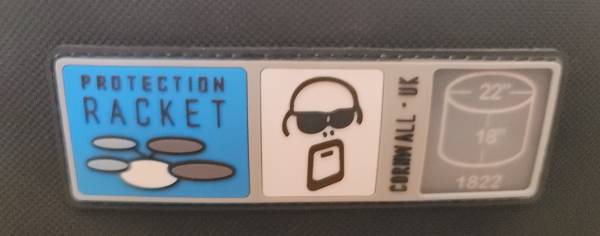 PROTECTION
RACKET
CORNWALL · UK
22"
18"
1822